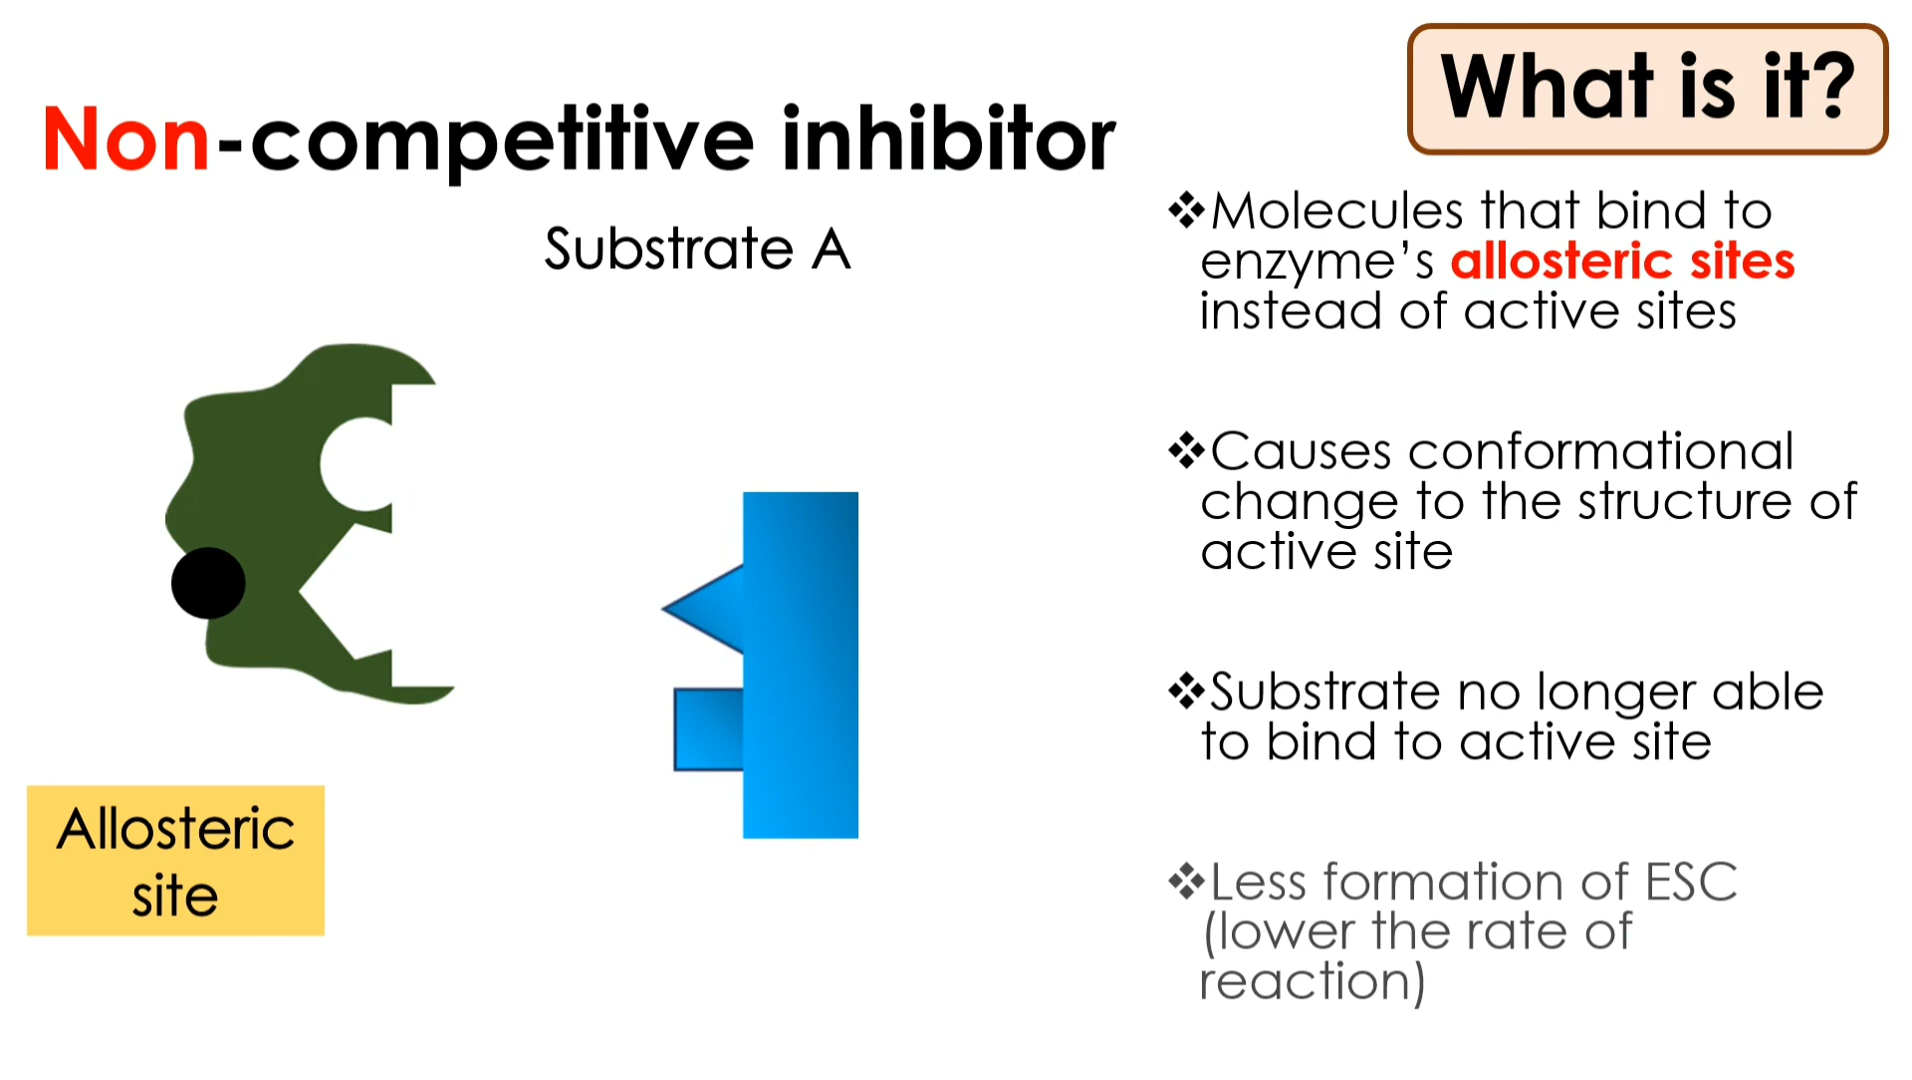 What is it?
Non-competitive inhibitor
Substrate A
❖Molecules that bind to
enzyme’s allosteric sites
instead of active sites
❖Causes conformational
change to the structure of
active site
❖Substrate no longer able
to bind to active site
❖Less formation of ESC
(lower the rate of
reaction)
Allosteric
site